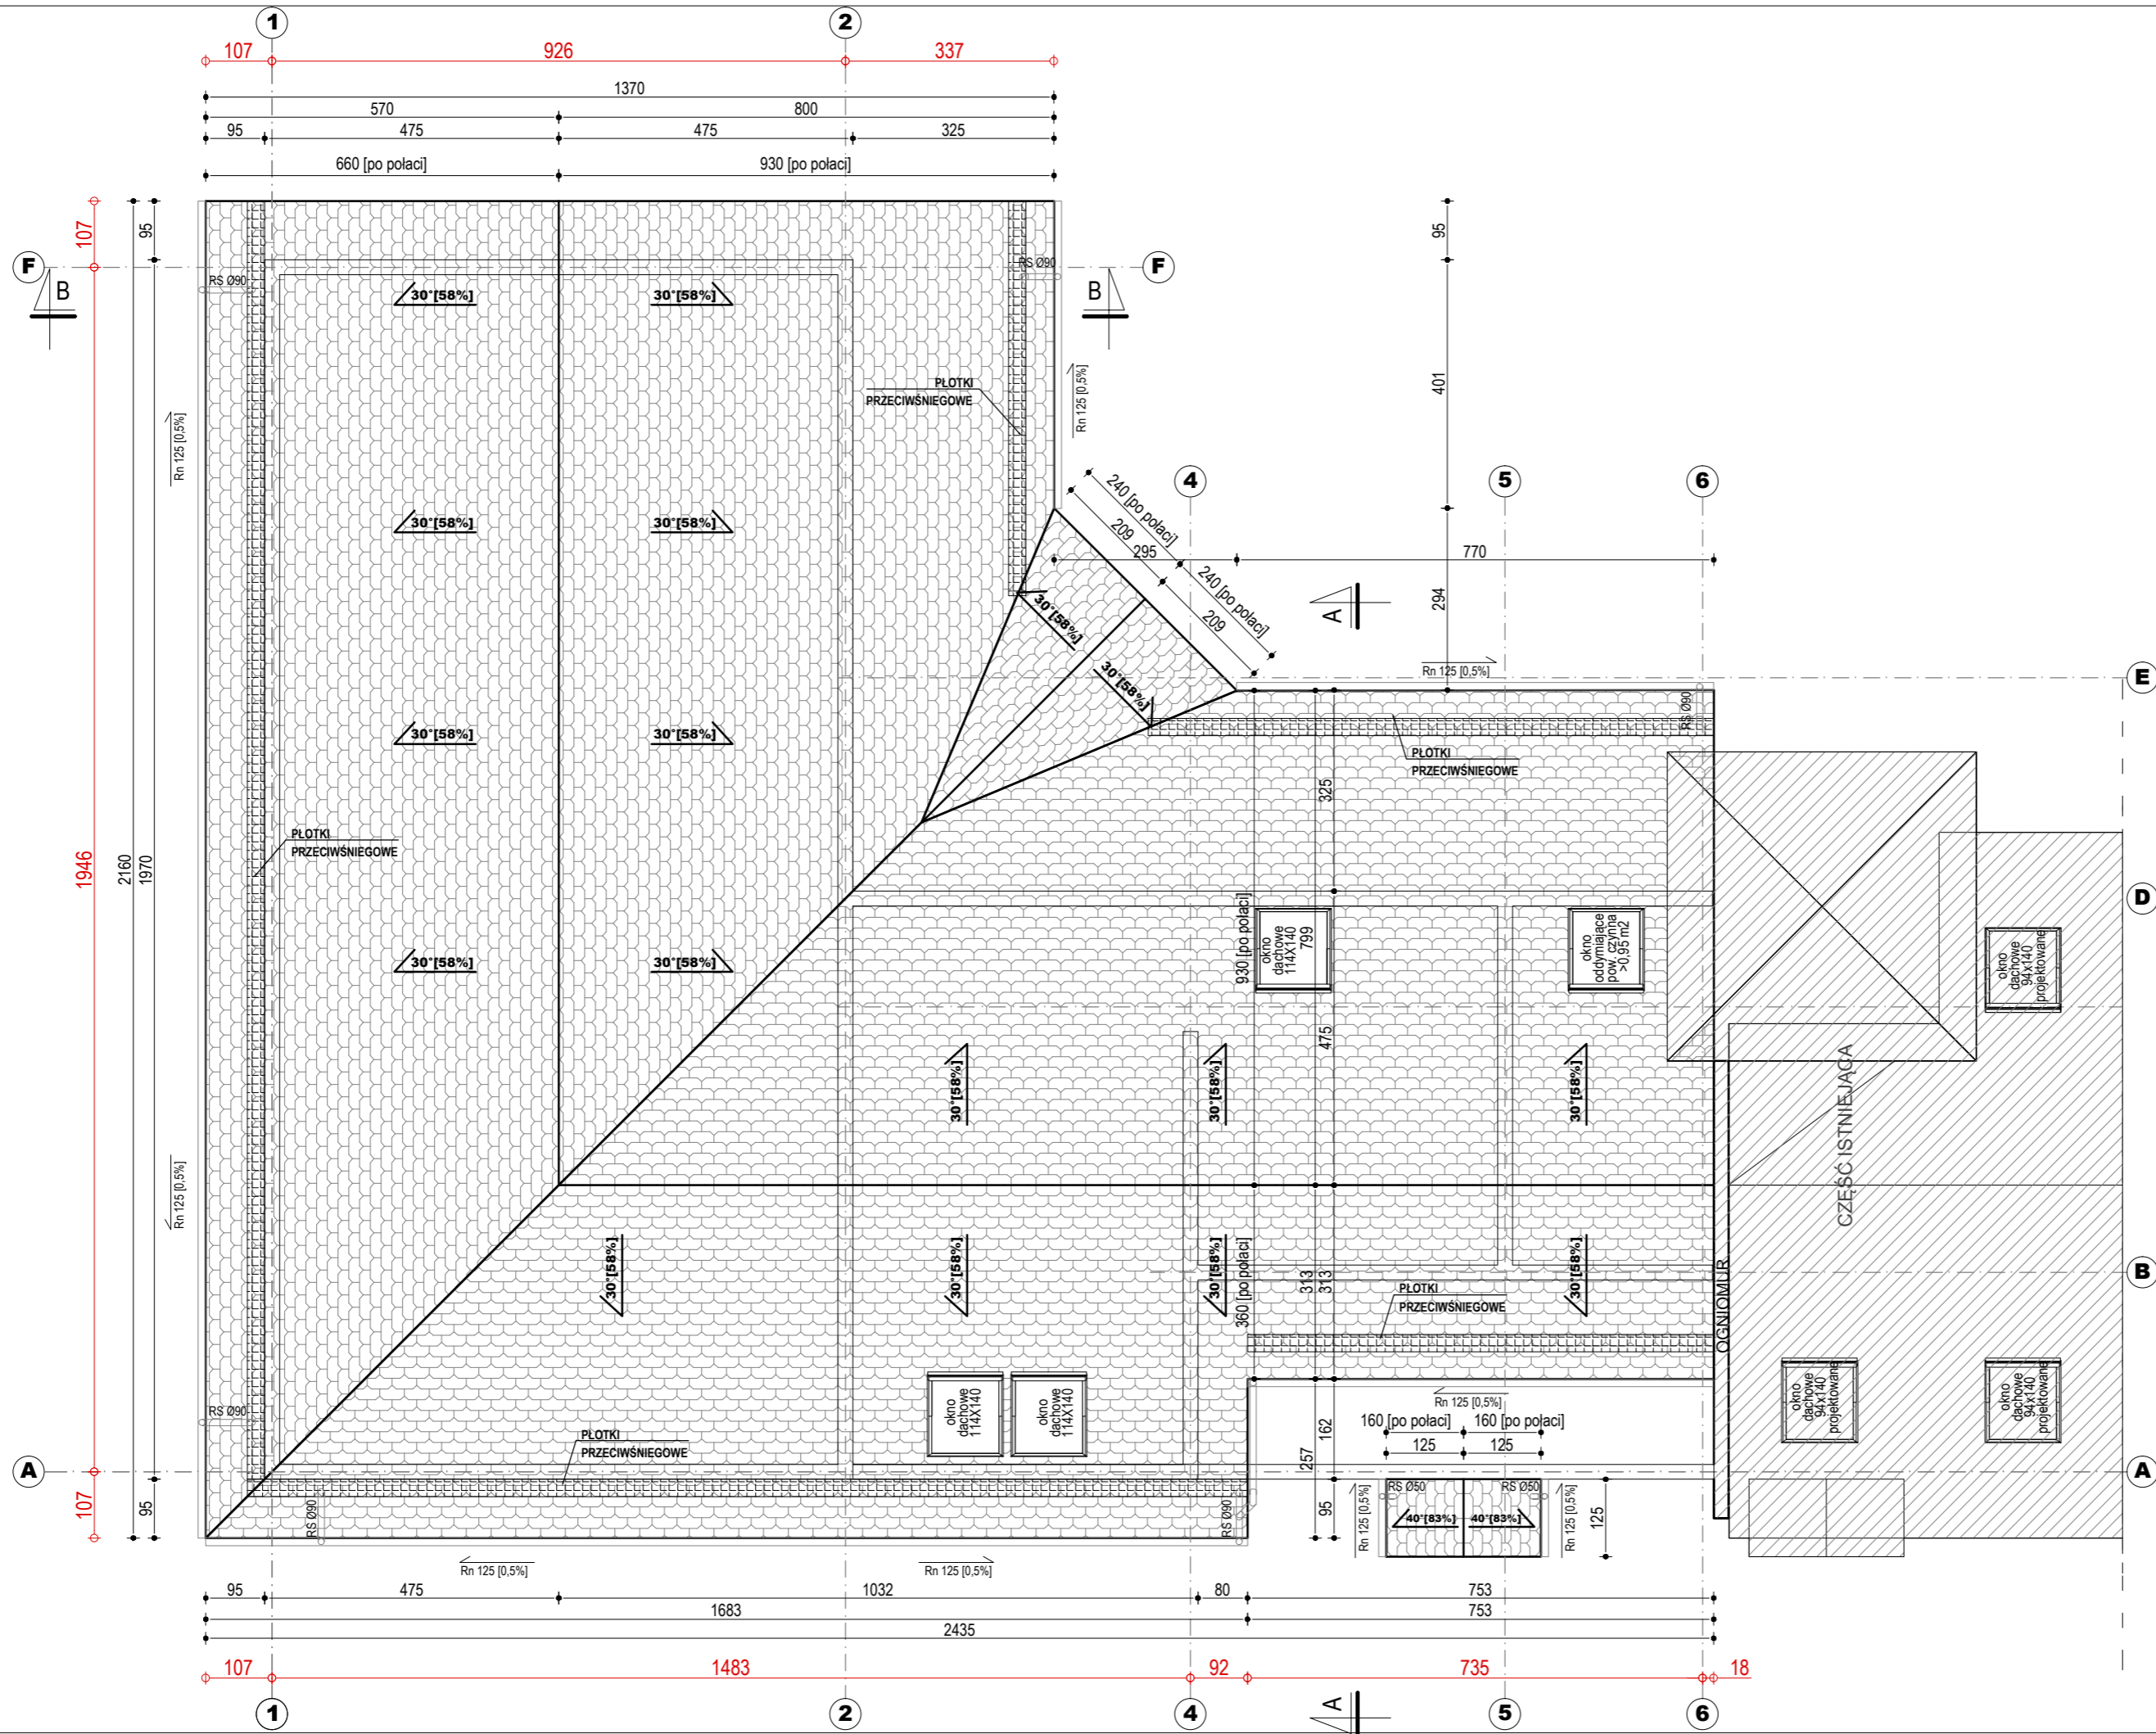 1
2
107
926
337
1370
570
800
95
475
475
325
660 [po połaci]
930 [po połaci]
107
95
95
F
F
B
B
RS Ø90
RS Ø90
30°[58%]
30°[58%]
PŁOTKI
PRZECIWŚNIEGOWE
Rn 125 [0,5%]
Rn 125 [0,5%]
401
4
5
6
240 [po połaci]
209
295
770
30°[58%]
30°[58%]
240 [po połaci]
209
294
A
30°[58%]
30°[58%]
Rn 125 [0,5%]
E
RS Ø90
30°[58%]
30°[58%]
PŁOTKI
PRZECIWŚNIEGOWE
325
PŁOTKI
PRZECIWŚNIEGOWE
1946
2160
1970
D
930 [po połaci]
okno
dachowe
114X140
799
okno
oddymiające
pow. czynna
>0,95 m2
okno
dachowe
94x140
projektowane
30°[58%]
30°[58%]
475
30°[58%]
30°[58%]
30°[58%]
CZĘŚĆ ISTNIEJĄCA
Rn 125 [0,5%]
30°[58%]
30°[58%]
30°[58%]
360 [po połaci]
313
313
30°[58%]
PŁOTKI
PRZECIWŚNIEGOWE
OGNIOMUR
B
okno
dachowe
114X140
okno
dachowe
114X140
okno
dachowe
94x140
projektowane
okno
dachowe
94x140
projektowane
RS Ø90
Rn 125 [0,5%]
160 [po połaci]
160 [po połaci]
125
125
162
257
PŁOTKI
PRZECIWŚNIEGOWE
A
A
107
95
RS Ø90
RS Ø90
95
Rn 125 [0,5%]
RS Ø50
RS Ø50
40°[83%]
40°[83%]
Rn 125 [0,5%]
125
Rn 125 [0,5%]
Rn 125 [0,5%]
95
475
1032
80
753
1683
753
2435
107
1483
92
735
18
1
2
4
A
5
6